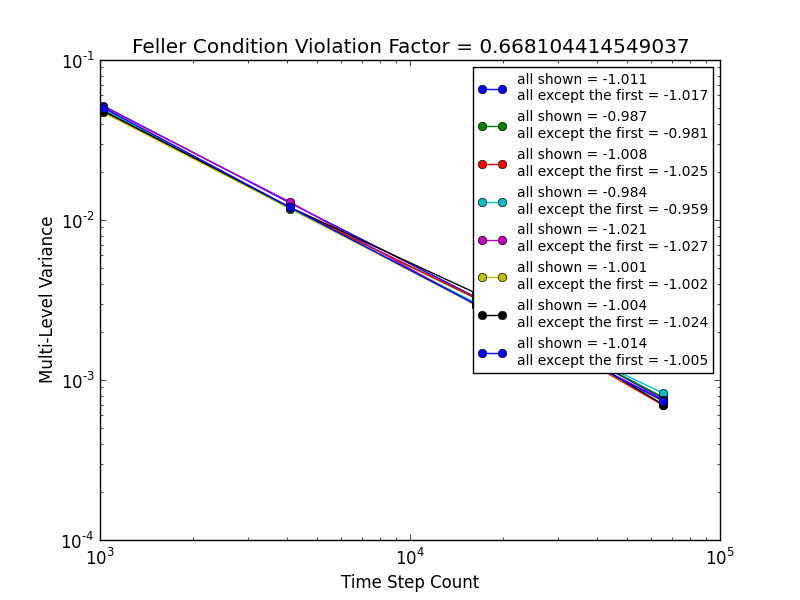 Feller Condition Violation Factor = 0.668104414549037
10^-1
10^-2
10^-3
10^-4
Multi-Level Variance
all shown = -1.011
all except the first = -1.017
all shown = -0.987
all except the first = -0.981
all shown = -1.008
all except the first = -1.025
all shown = -0.984
all except the first = -0.959
all shown = -1.021
all except the first = -1.027
all shown = -1.001
all except the first = -1.002
all shown = -1.004
all except the first = -1.024
all shown = -1.014
all except the first = -1.005
10^3 10^4 10^5
Time Step Count